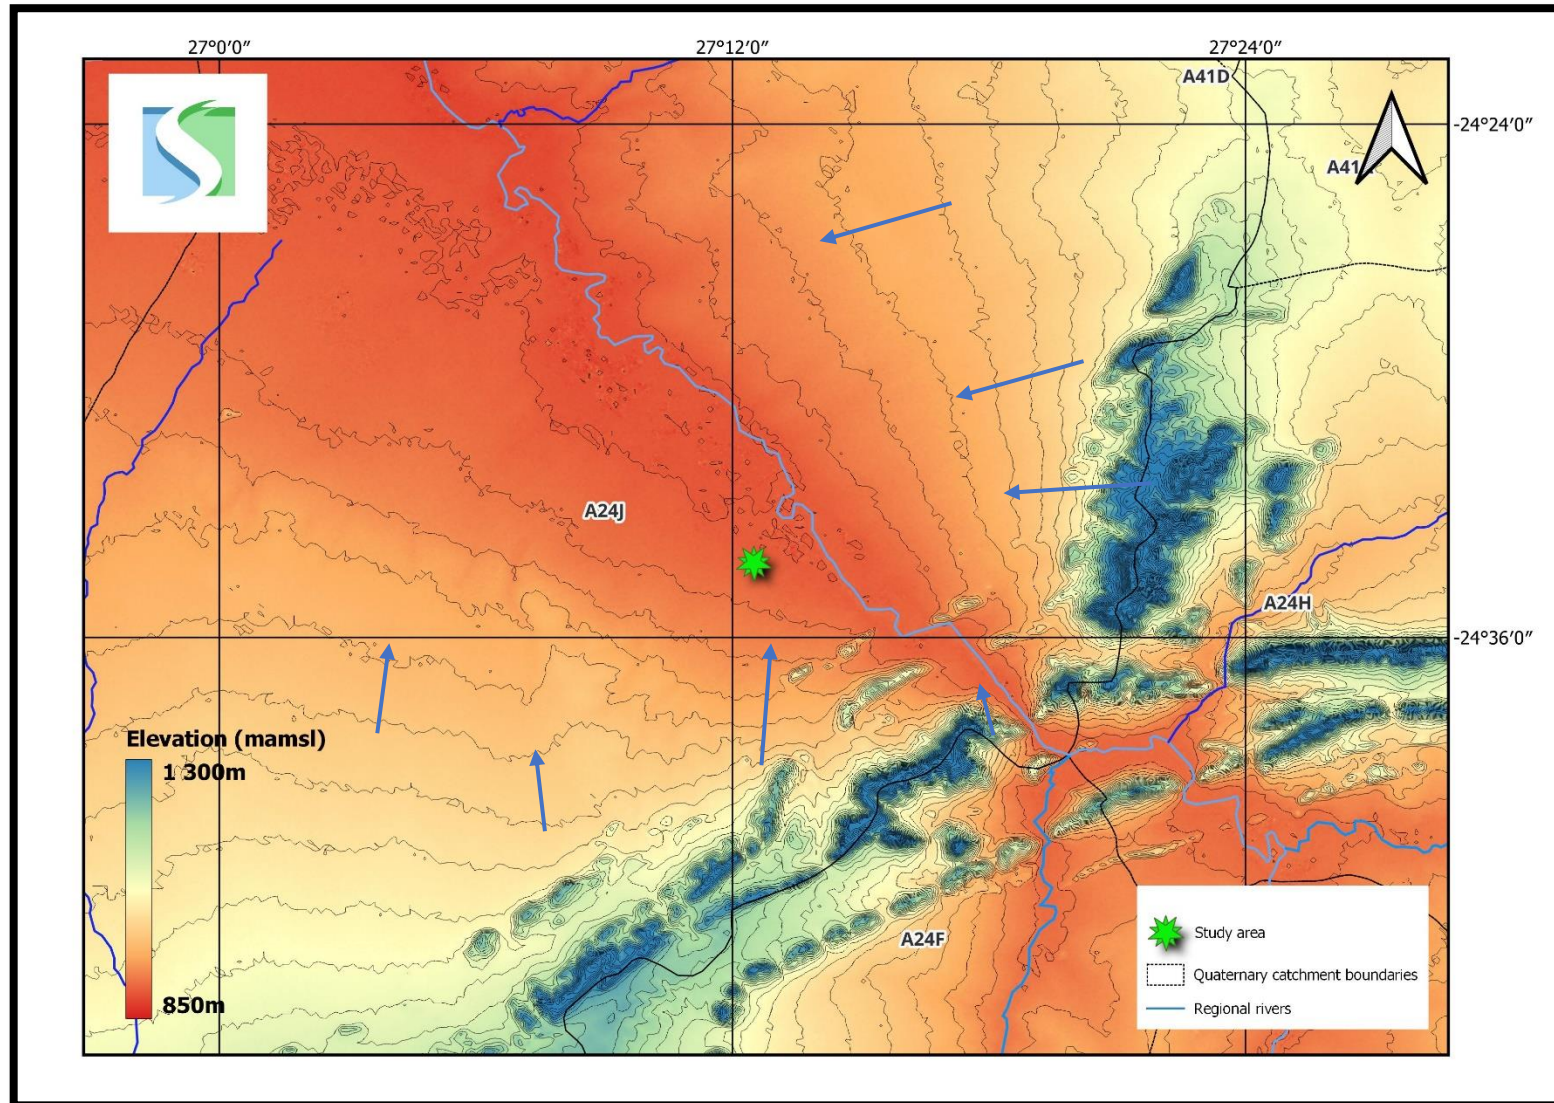 27°0′0″ 27°12′0″ 27°24′0″
A41D
-24°24′0″
A24J
A24H
-24°36′0″
Elevation (mamsl)
1 300m
850m
A24F
Study area
Quaternary catchment boundaries
Regional rivers